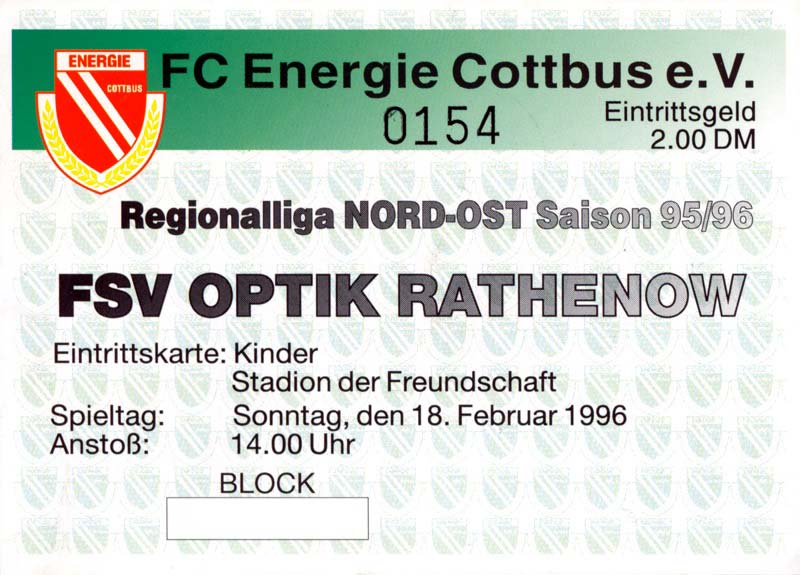 ENERGIE
COTTBUS
FC Energie Cottbus e.V.
0154
Eintrittsgeld
2.00 DM
Regionalliga NORD-OST Saison 95/96
FSV OPTIK RATHENOW
Eintrittskarte: Kinder
Stadion der Freundschaft
Spieltag: Sonntag, den 18. Februar 1996
Anstoß: 14.00 Uhr
BLOCK